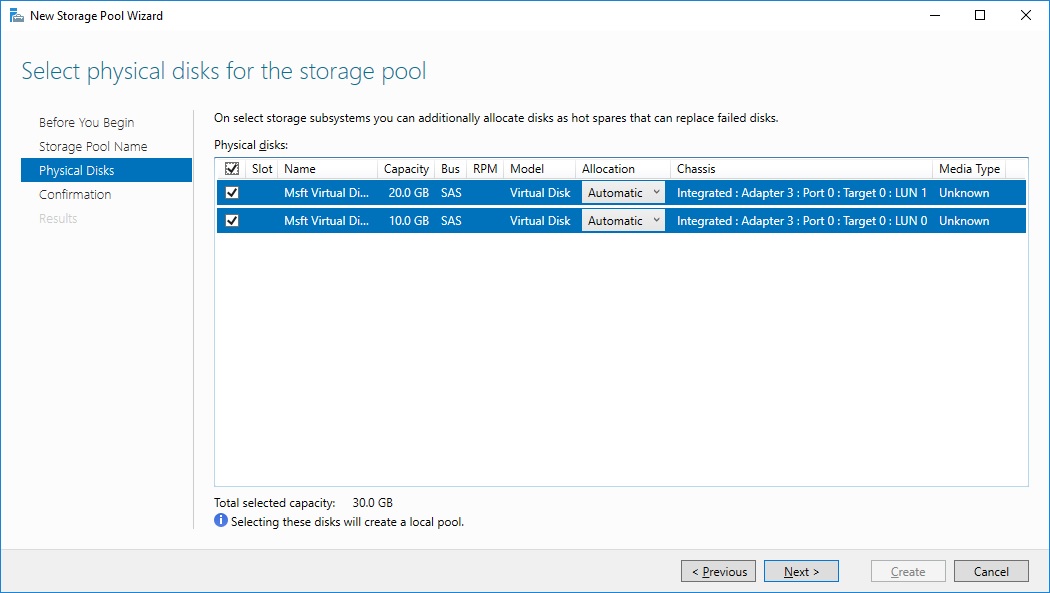 New Storage Pool Wizard
Select physical disks for the storage pool
Before You Begin
Storage Pool Name
Physical Disks
Confirmation
Results
On select storage subsystems you can additionally allocate disks as hot spares that can replace failed disks.
Physical disks:
Slot Name Capacity Bus RPM Model Allocation Chassis Media Type
Msft Virtual Di... 20.0 GB SAS Virtual Disk Automatic Integrated : Adapter 3 : Port 0 : Target 0 : LUN 1 Unknown
Msft Virtual Di... 10.0 GB SAS Virtual Disk Automatic Integrated : Adapter 3 : Port 0 : Target 0 : LUN 0 Unknown
Total selected capacity: 30.0 GB
Selecting these disks will create a local pool.
< Previous Next > Create Cancel